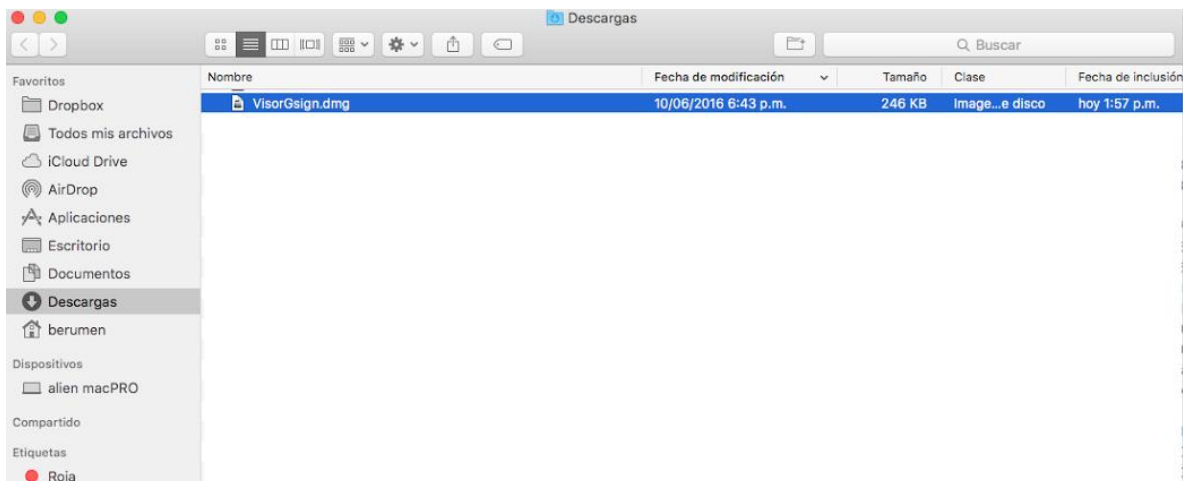 Descargas
Buscar
Favoritos
Dropbox
Todos mis archivos
iCloud Drive
AirDrop
Aplicaciones
Escritorio
Documentos
Descargas
berumen
Dispositivos
alien macPRO
Compartido
Etiquetas
Roja
Nombre Fecha de modificación Tamaño Clase Fecha de inclusión
VisorGsign.dmg 10/06/2016 6:43 p.m. 246 KB Image...e disco hoy 1:57 p.m.